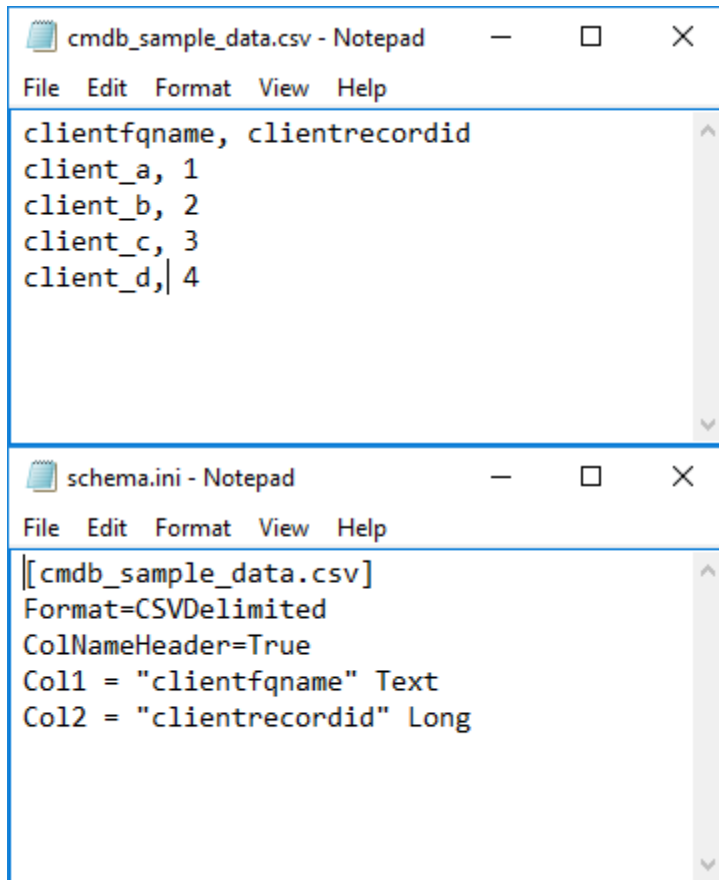 cmdb_sample_data.csv - Notepad
File Edit Format View Help
clientfqname, clientrecordid
client_a, 1
client_b, 2
client_c, 3
client_d, 4
schema.ini - Notepad
File Edit Format View Help
[cmdb_sample_data.csv]
Format=CSVDelimited
ColNameHeader=True
Col1 = "clientfqname" Text
Col2 = "clientrecordid" Long